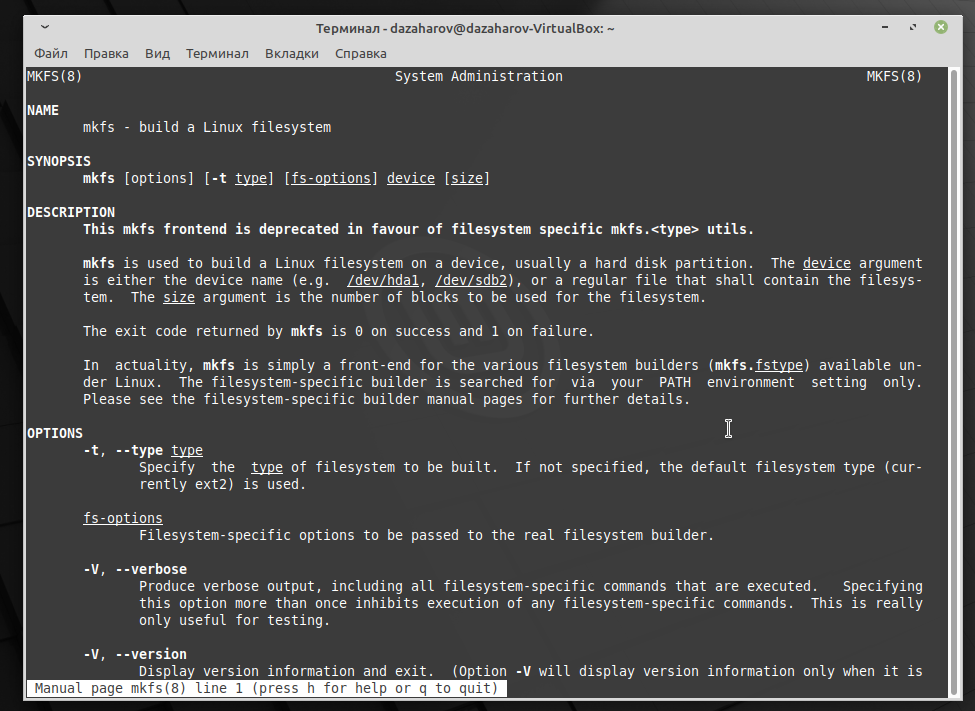 Терминал - dazaharov@dazaharov-VirtualBox: ~
Файл Правка Вид Терминал Вкладки Справка
MKFS(8) System Administration MKFS(8)
NAME
mkfs - build a Linux filesystem
SYNOPSIS
mkfs [options] [-t type] [fs-options] device [size]
DESCRIPTION
This mkfs frontend is deprecated in favour of filesystem specific mkfs.<type> utils.
mkfs is used to build a Linux filesystem on a device, usually a hard disk partition. The device argument
is either the device name (e.g. /dev/hda1, /dev/sdb2), or a regular file that shall contain the filesys-
tem. The size argument is the number of blocks to be used for the filesystem.
The exit code returned by mkfs is 0 on success and 1 on failure.
In actuality, mkfs is simply a front-end for the various filesystem builders (mkfs.fstype) available un-
der Linux. The filesystem-specific builder is searched for via your PATH environment setting only.
Please see the filesystem-specific builder manual pages for further details.
OPTIONS
-t, --type type
Specify the type of filesystem to be built. If not specified, the default filesystem type (cur-
rently ext2) is used.
fs-options
Filesystem-specific options to be passed to the real filesystem builder.
-V, --verbose
Produce verbose output, including all filesystem-specific commands that are executed. Specifying
this option more than once inhibits execution of any filesystem-specific commands. This is really
only useful for testing.
-V, --version
Display version information and exit. (Option -V will display version information only when it is
Manual page mkfs(8) line 1 (press h for help or q to quit)